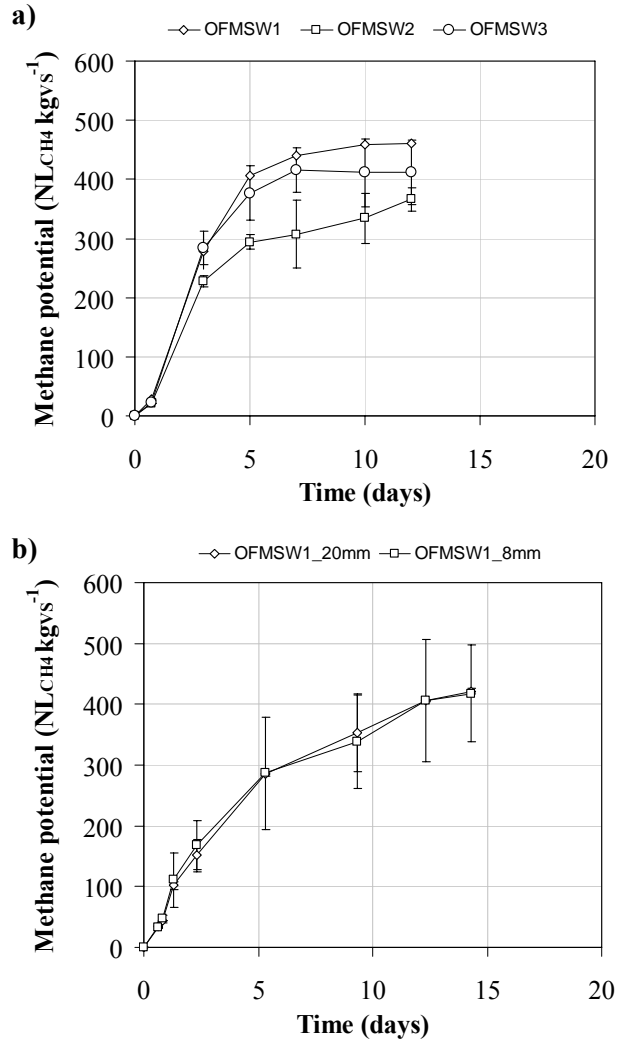 a)
OFMSW1 OFMSW2 OFMSW3
600
500
400
300
200
100
0
Methane potential (NLCH4 kgvs-1)
0 5 10 15 20
Time (days)
b)
OFMSW1_20mm OFMSW1_8mm
600
500
400
300
200
100
0
Methane potential (NLCH4 kgvs-1)
0 5 10 15 20
Time (days)